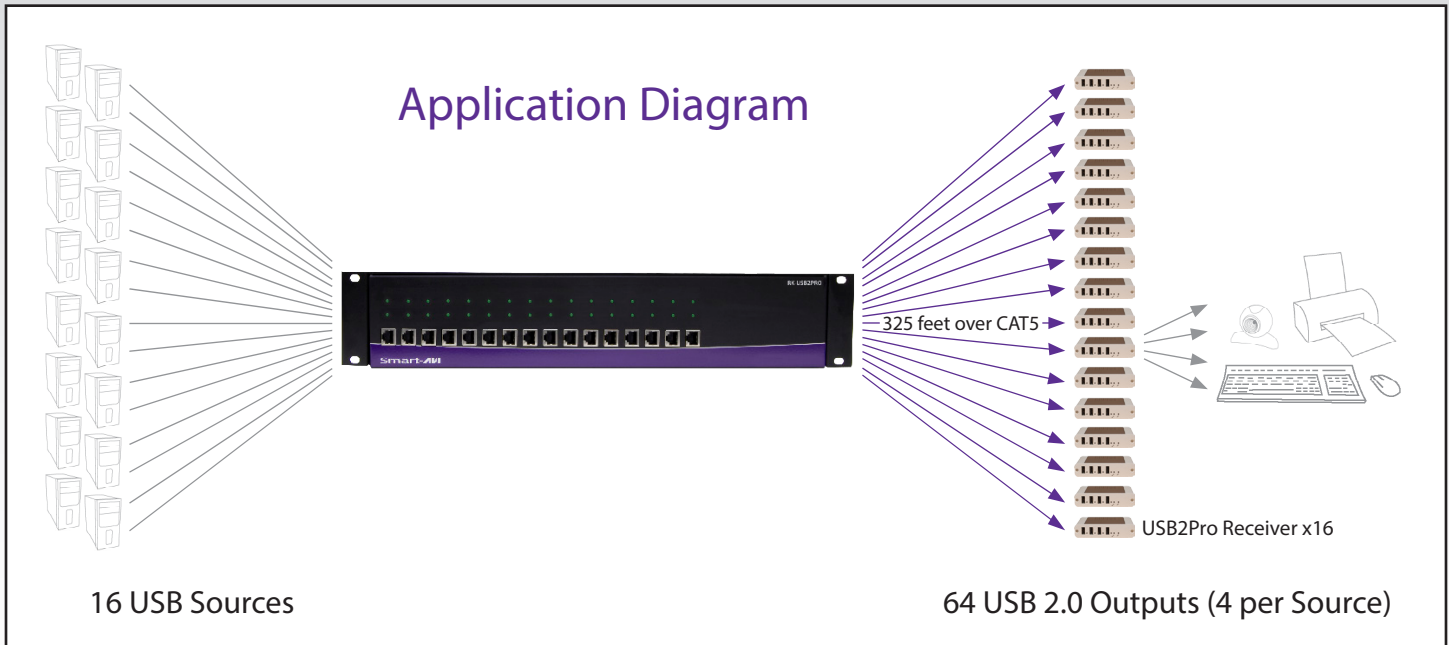 Application Diagram
RK-USB2PRO
325 feet over CAT5
Smart-AVI
USB2Pro Receiver x16
16 USB Sources
64 USB 2.0 Outputs (4 per Source)